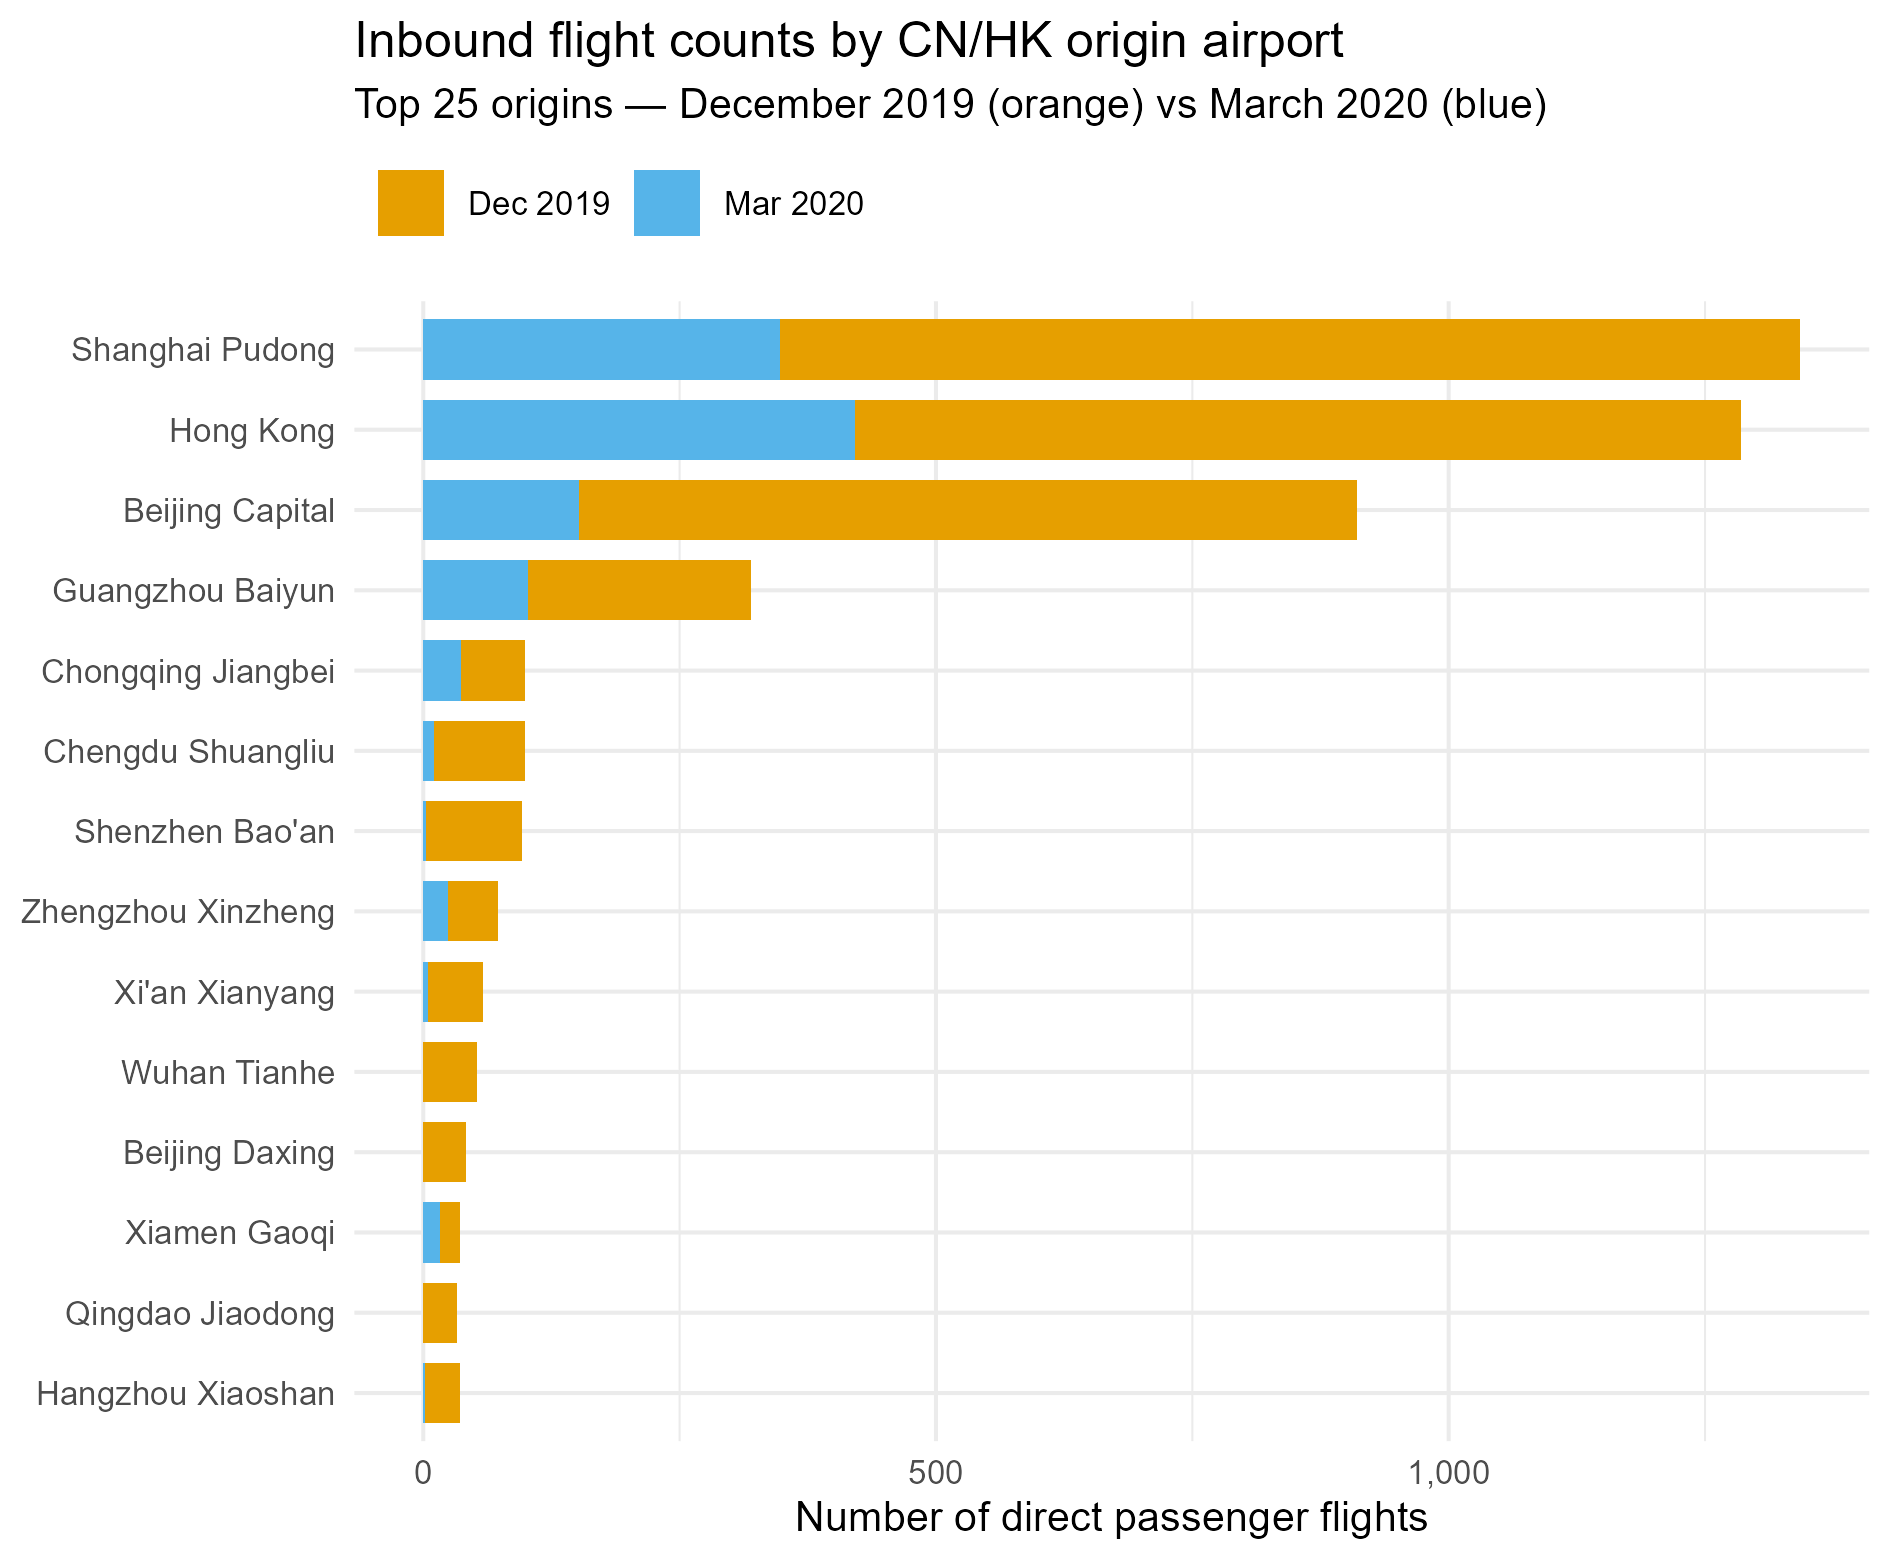 Inbound flight counts by CN/HK origin airport
Top 25 origins — December 2019 (orange) vs March 2020 (blue)
Dec 2019 Mar 2020
Shanghai Pudong
Hong Kong
Beijing Capital
Guangzhou Baiyun
Chongqing Jiangbei
Chengdu Shuangliu
Shenzhen Bao'an
Zhengzhou Xinzheng
Xi'an Xianyang
Wuhan Tianhe
Beijing Daxing
Xiamen Gaoqi
Qingdao Jiaodong
Hangzhou Xiaoshan
0 500 1,000
Number of direct passenger flights